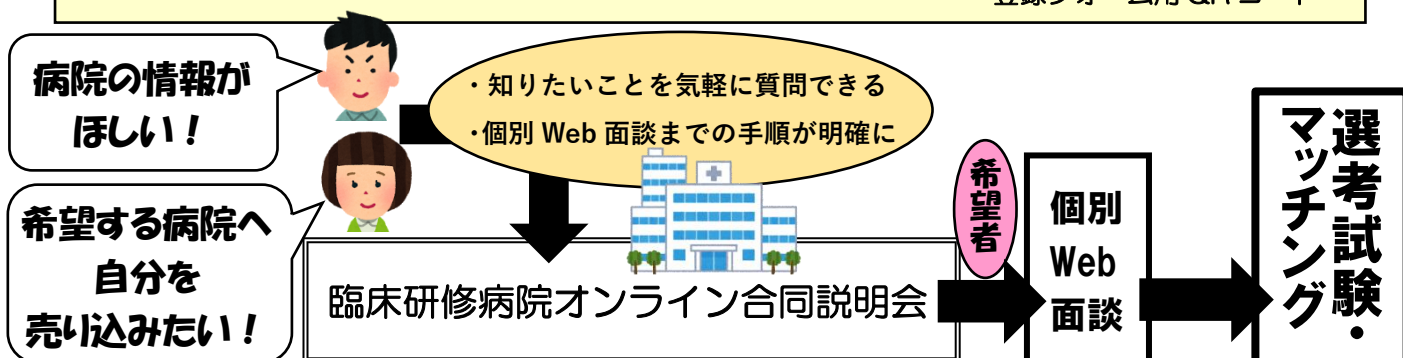 病院の情報が
ほしい！
希望する病院へ
自分を
売り込みたい！
・知りたいことを気軽に質問できる
・個別 Web 面談までの手順が明確に
臨床研修病院オンライン合同説明会
希望者
個別
Web
面談
選考試験・
マッチング